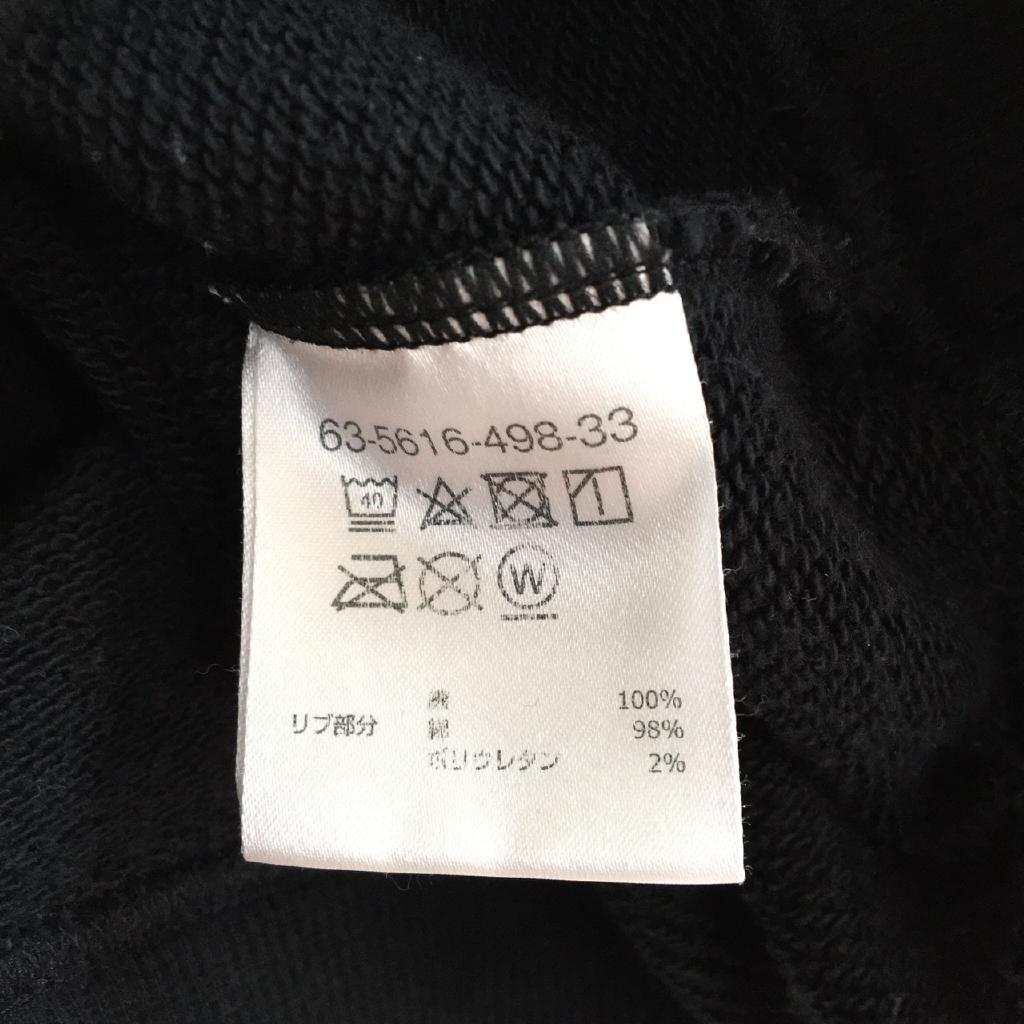 63-5616-498-33
40
W
綿 100%
リブ部分 綿 98%
ポリウレタン 2%